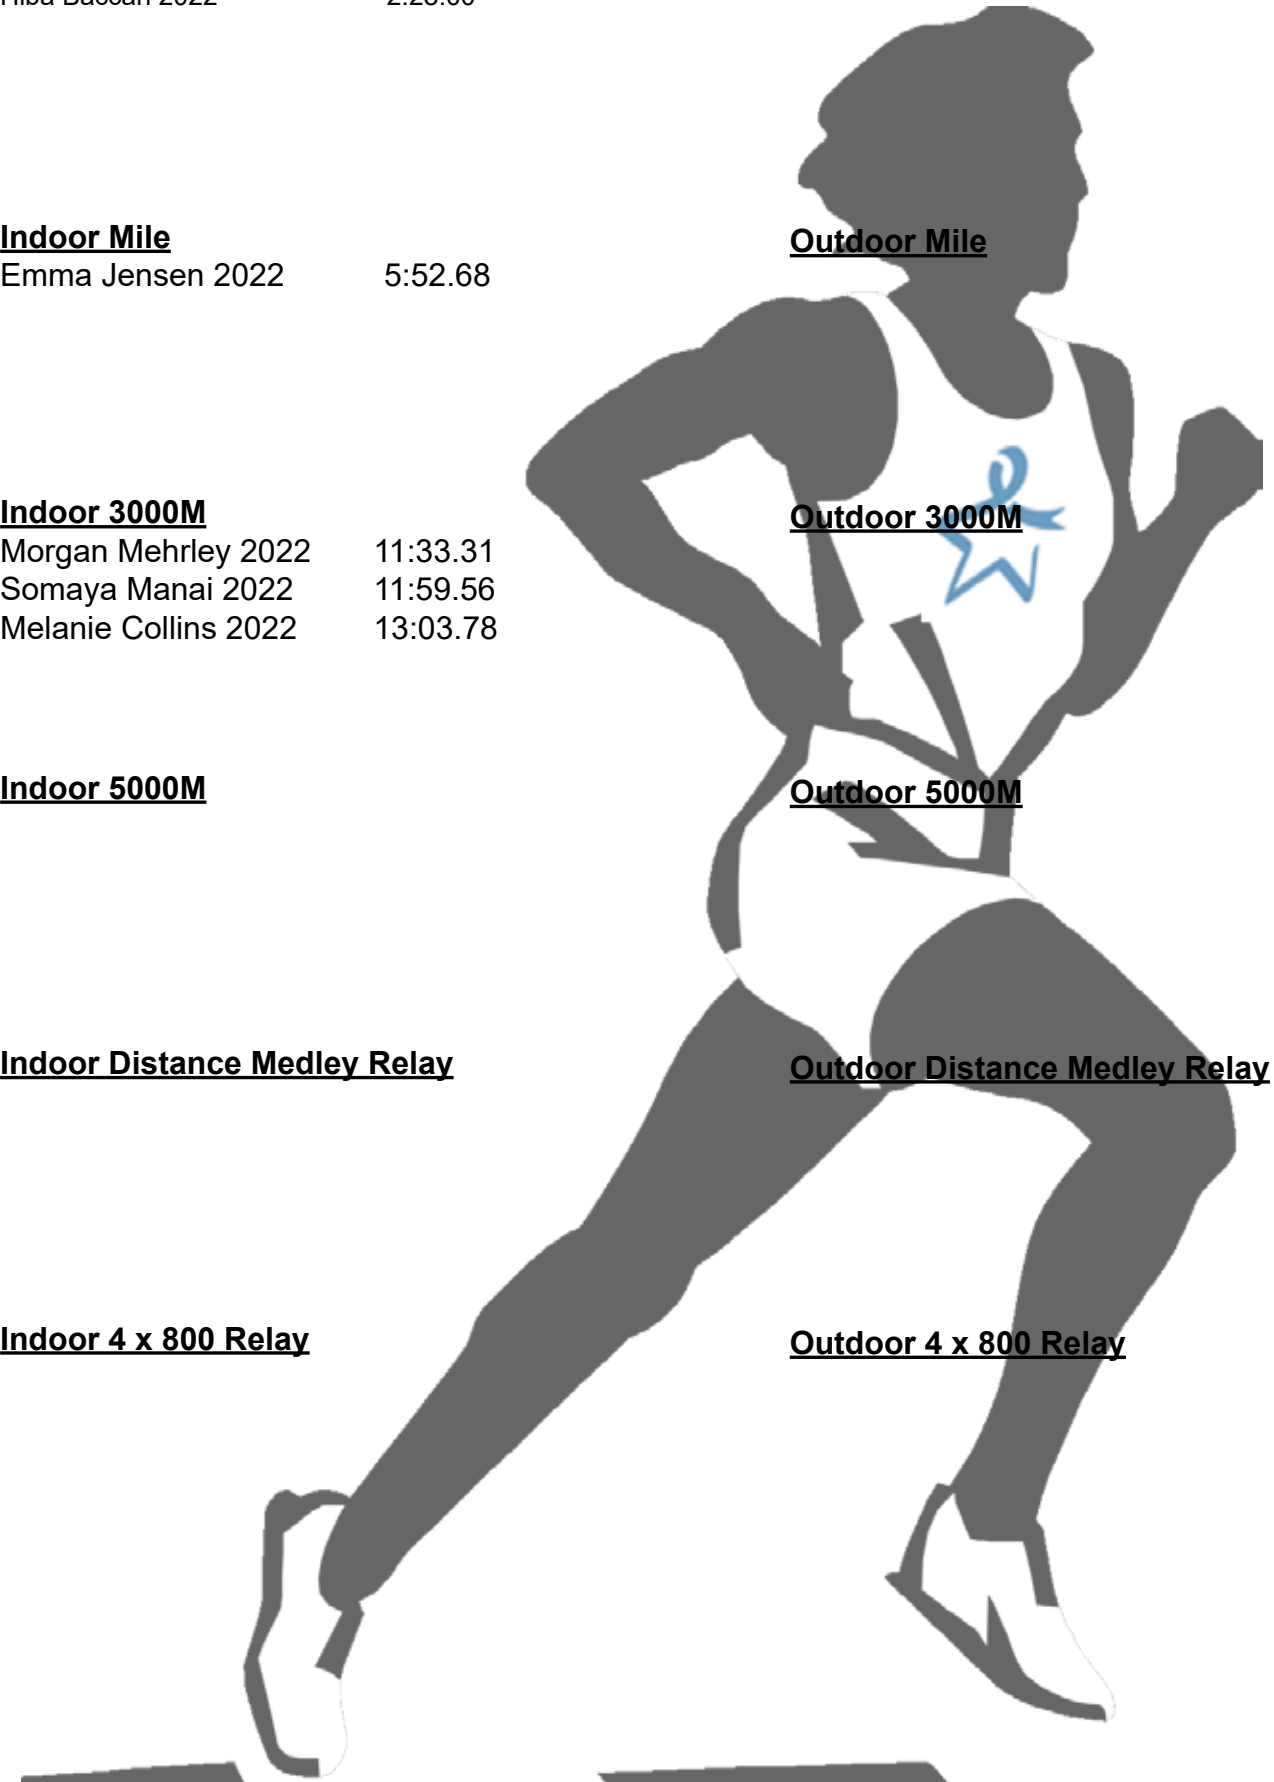 Indoor Mile
Outdoor Mile
Emma Jensen 2022 5:52.68
Indoor 3000M
Outdoor 3000M
Morgan Mehrley 2022 11:33.31
Somaya Manai 2022 11:59.56
Melanie Collins 2022 13:03.78
Indoor 5000M
Outdoor 5000M
Indoor Distance Medley Relay
Outdoor Distance Medley Relay
Indoor 4 x 800 Relay
Outdoor 4 x 800 Relay